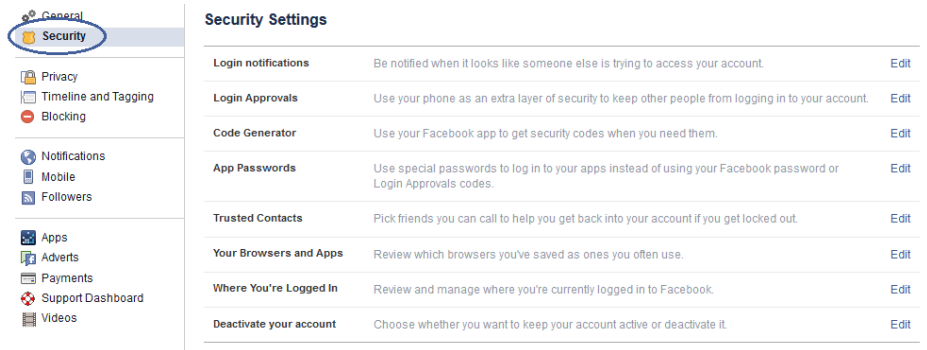 General
Security
Privacy
Timeline and Tagging
Blocking
Notifications
Mobile
Followers
Apps
Adverts
Payments
Support Dashboard
Videos
Security Settings
Login notifications Be notified when it looks like someone else is trying to access your account. Edit
Login Approvals Use your phone as an extra layer of security to keep other people from logging in to your account. Edit
Code Generator Use your Facebook app to get security codes when you need them. Edit
App Passwords Use special passwords to log in to your apps instead of using your Facebook password or Edit
Login Approvals codes.
Trusted Contacts Pick friends you can call to help you get back into your account if you get locked out. Edit
Your Browsers and Apps Review which browsers you've saved as ones you often use. Edit
Where You're Logged In Review and manage where you're currently logged in to Facebook. Edit
Deactivate your account Choose whether you want to keep your account active or deactivate it. Edit